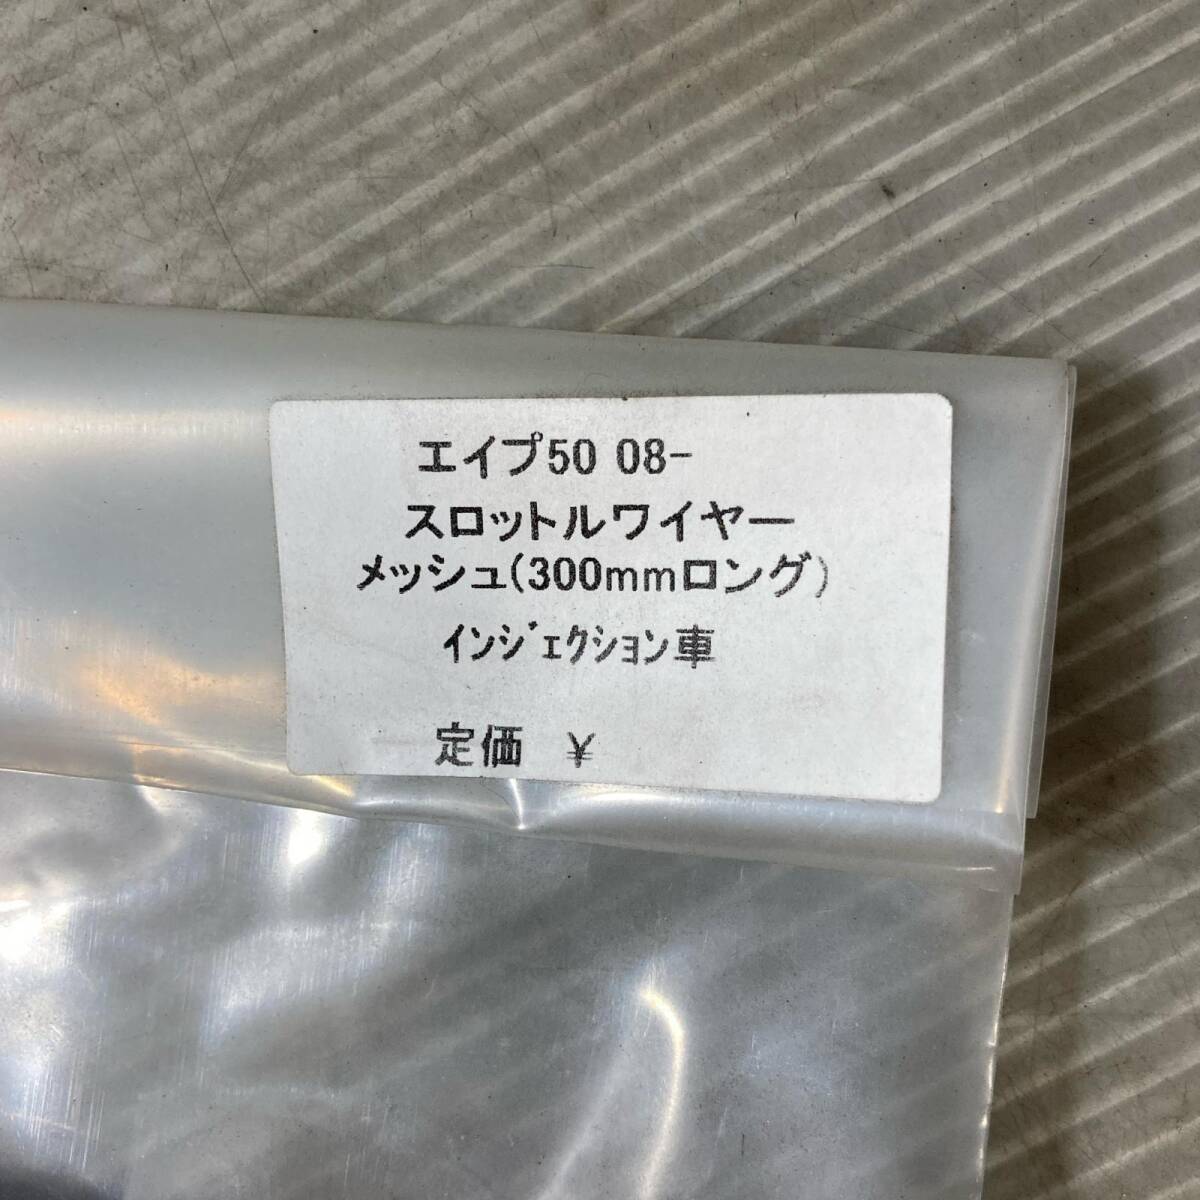 エイプ50 08-
スロットルワイヤー
メッシュ(300mmロング)
ｲﾝｼﾞｪｸｼｮﾝ車
定価 ¥